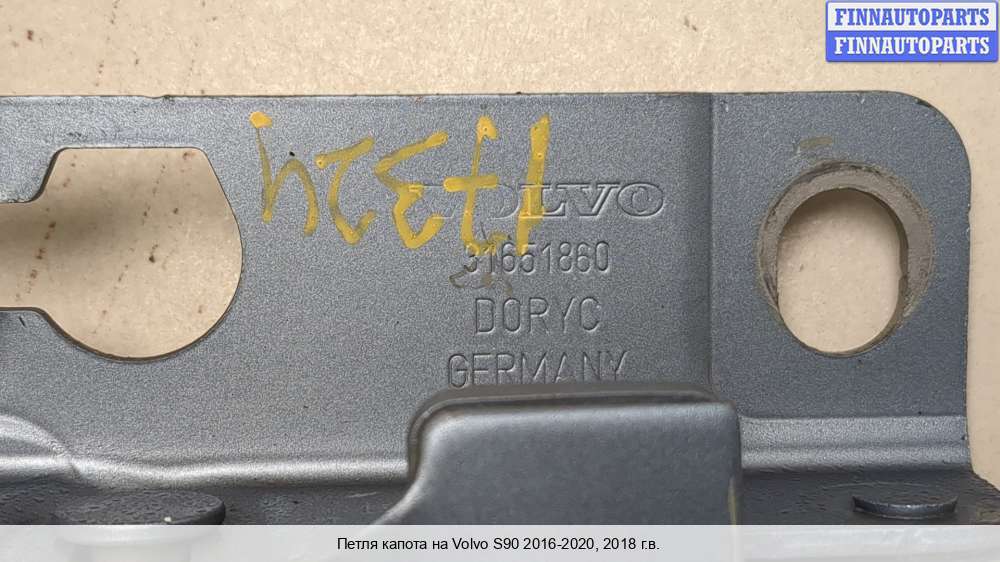 FINNAUTOPARTS
FINNAUTOPARTS
17324
VOLVO
31651860
DORYC
GERMANY
Петля капота на Volvo S90 2016-2020, 2018 г.в.